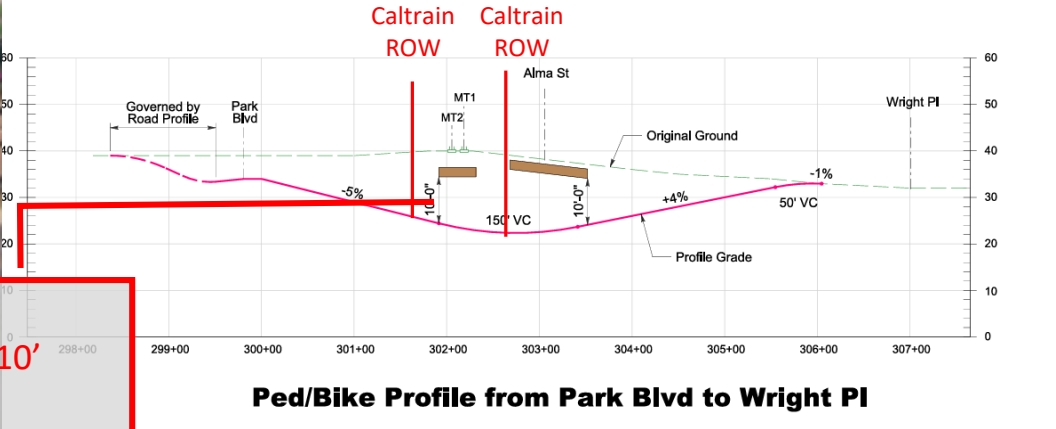 Caltrain Caltrain
ROW ROW
60 60
Alma St
50 50
Governed by
Road Profile
Park
Blvd
MT1
MT2
Wright Pl
Original Ground
40 40
-5%
10'-0"
10'-0"
+4%
-1%
30 30
150' VC
50' VC
20 20
Profile Grade
10 10
10'
0 0
298+00 299+00 300+00 301+00 302+00 303+00 304+00 305+00 306+00 307+00
Ped/Bike Profile from Park Blvd to Wright Pl